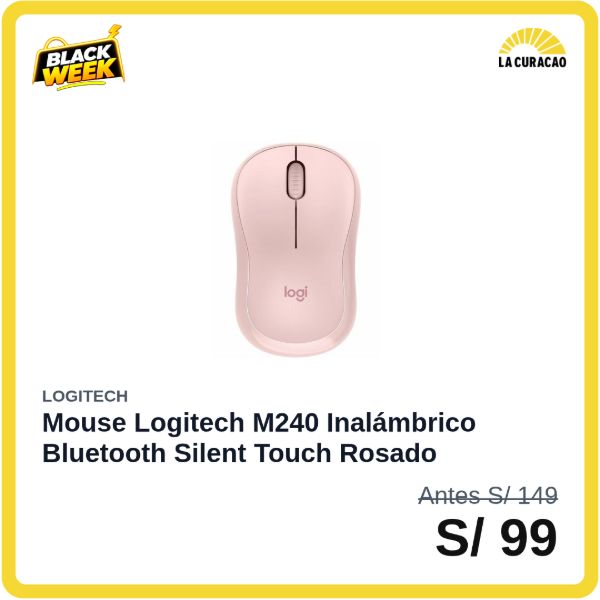 BLACK
WEEK
LA CURACAO
logi
LOGITECH
Mouse Logitech M240 Inalámbrico
Bluetooth Silent Touch Rosado
Antes S/ 149
S/ 99